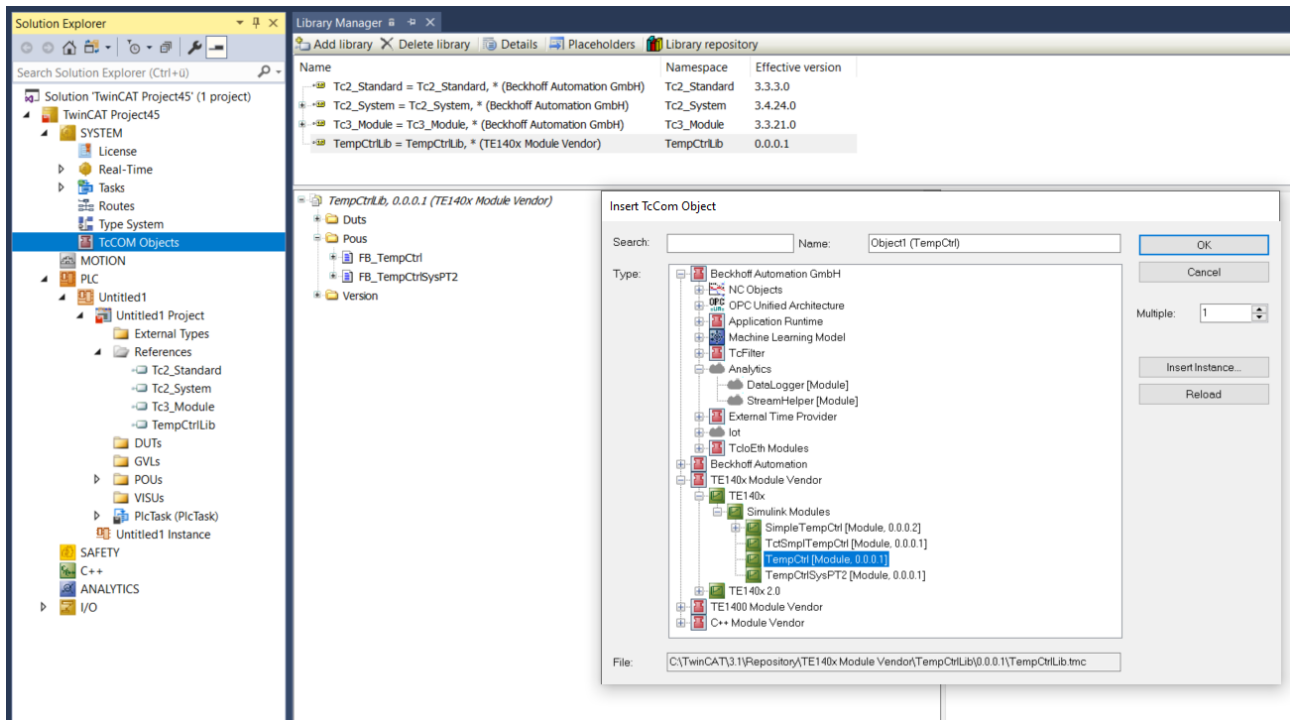 Solution Explorer
Search Solution Explorer (Ctrl+ü)
Solution 'TwinCAT Project45' (1 project)
TwinCAT Project45
SYSTEM
License
Real-Time
Tasks
Routes
Type System
TcCOM Objects
MOTION
PLC
Untitled1
Untitled1 Project
External Types
References
Tc2_Standard
Tc2_System
Tc3_Module
TempCtrlLib
DUTs
GVLs
POUs
VISUs
PlcTask (PlcTask)
Untitled1 Instance
SAFETY
C++
ANALYTICS
I/O
Library Manager
Add library Delete library Details Placeholders Library repository
Name Namespace Effective version
Tc2_Standard = Tc2_Standard, * (Beckhoff Automation GmbH) Tc2_Standard 3.3.3.0
Tc2_System = Tc2_System, * (Beckhoff Automation GmbH) Tc2_System 3.4.24.0
Tc3_Module = Tc3_Module, * (Beckhoff Automation GmbH) Tc3_Module 3.3.21.0
TempCtrlLib = TempCtrlLib, * (TE140x Module Vendor) TempCtrlLib 0.0.0.1
TempCtrlLib, 0.0.0.1 (TE140x Module Vendor)
Duts
Pous
FB_TempCtrl
FB_TempCtrlSysPT2
Version
Insert TcCom Object
Search: Name: Object1 (TempCtrl) OK
Type: Beckhoff Automation GmbH Cancel
NC Objects
OPC OPC Unified Architecture
Multiple: 1
Application Runtime
Machine Learning Model
TcFilter
Analytics Insert Instance...
DataLogger [Module]
StreamHelper [Module] Reload
External Time Provider
Iot
TcIoEth Modules
Beckhoff Automation
TE140x Module Vendor
TE140x
Simulink Modules
SimpleTempCtrl [Module, 0.0.0.2]
TctSmplTempCtrl [Module, 0.0.0.1]
TempCtrl [Module, 0.0.0.1]
TempCtrlSysPT2 [Module, 0.0.0.1]
TE140x 2.0
TE1400 Module Vendor
C++ Module Vendor
File: C:\TwinCAT\3.1\Repository\TE140x Module Vendor\TempCtrlLib\0.0.0.1\TempCtrlLib.tmc